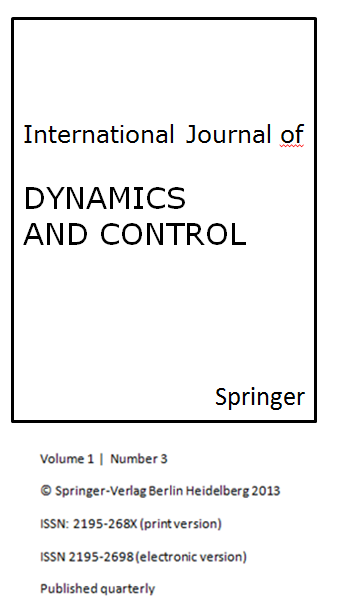 International Journal of
DYNAMICS
AND CONTROL
Springer
Volume 1 | Number 3
© Springer-Verlag Berlin Heidelberg 2013
ISSN: 2195-268X (print version)
ISSN 2195-2698 (electronic version)
Published quarterly